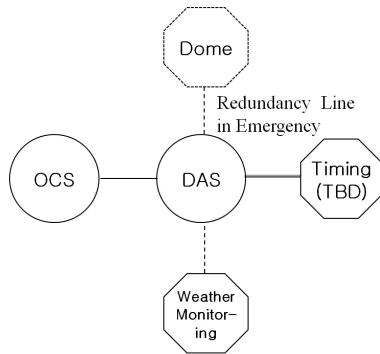 Dome
Redundancy Line
in Emergency
OCS
DAS
Timing
(TBD)
Weather
Monitor-
ing